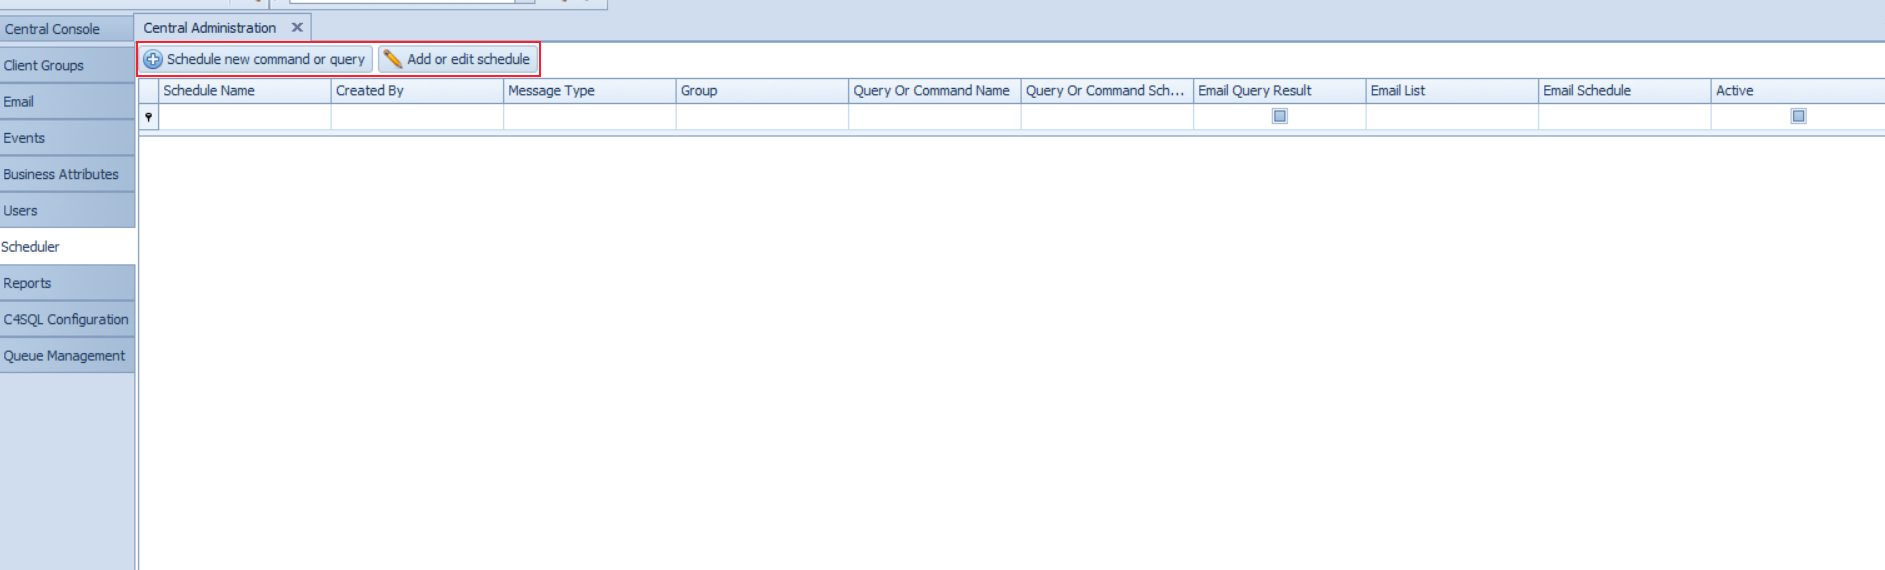 Central Console
Central Administration
Client Groups
Email
Events
Business Attributes
Users
Scheduler
Reports
C4SQL Configuration
Queue Management
Schedule new command or query Add or edit schedule
Schedule Name Created By Message Type Group Query Or Command Name Query Or Command Sch... Email Query Result Email List Email Schedule Active